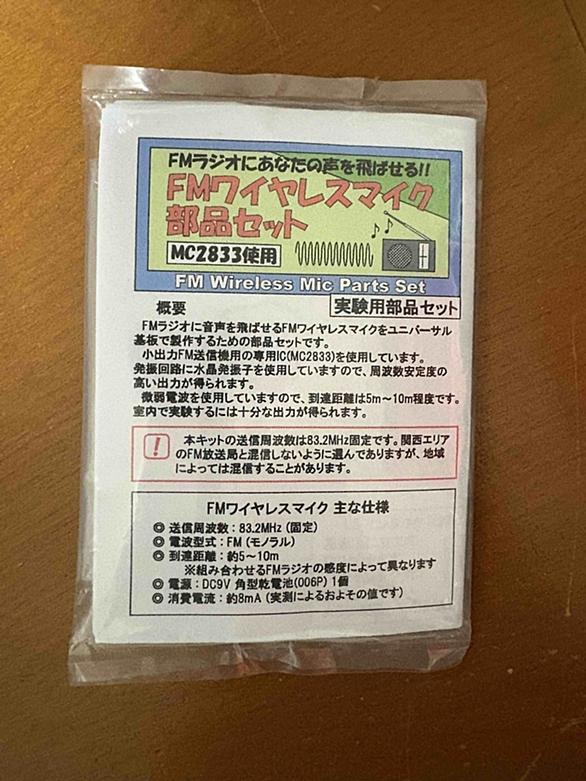 FMラジオにあなたの声を飛ばせる!!
FMワイヤレスマイク
部品セット
MC2833使用
FM Wireless Mic Parts Set
概要
実験用部品セット
FMラジオに音声を飛ばせるFMワイヤレスマイクをユニバーサル
基板で製作するための部品セットです。
小出力FM送信機用の専用IC(MC2833)を使用しています。
発振回路に水晶発振子を使用していますので、周波数安定度の
高い出力が得られます。
微弱電波を使用していますので、到達距離は5m～10m程度です。
室内で実験するには十分な出力が得られます。
! 本キットの送信周波数は83.2MHz固定です。関西エリア
のFM放送局と混信しないように選んでありますが、地域
によっては混信することがあります。
FMワイヤレスマイク 主な仕様
◎ 送信周波数：83.2MHz (固定)
◎ 電波型式：FM (モノラル)
◎ 到達距離：約5～10m
※組み合わせるFMラジオの感度によって異なります
◎ 電源：DC9V 角型乾電池(006P) 1個
◎ 消費電流：約8mA (実測によるおよその値です)